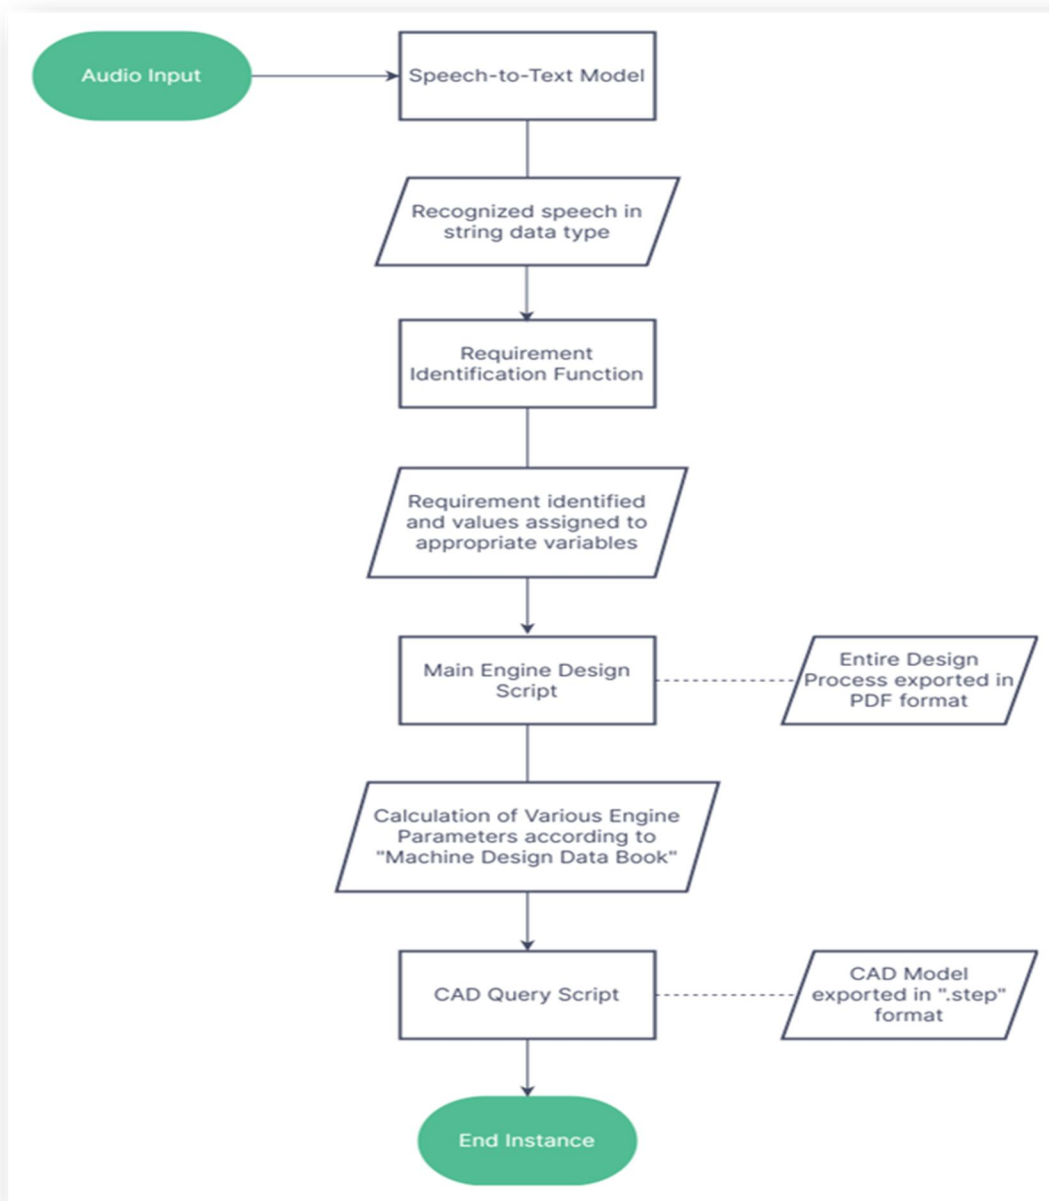 Audio Input
Speech-to-Text Model
Recognized speech in
string data type
Requirement
Identification Function
Requirement identified
and values assigned to
appropriate variables
Main Engine Design
Script
Entire Design
Process exported in
PDF format
Calculation of Various Engine
Parameters according to
"Machine Design Data Book"
CAD Query Script
CAD Model
exported in ".step"
format
End Instance